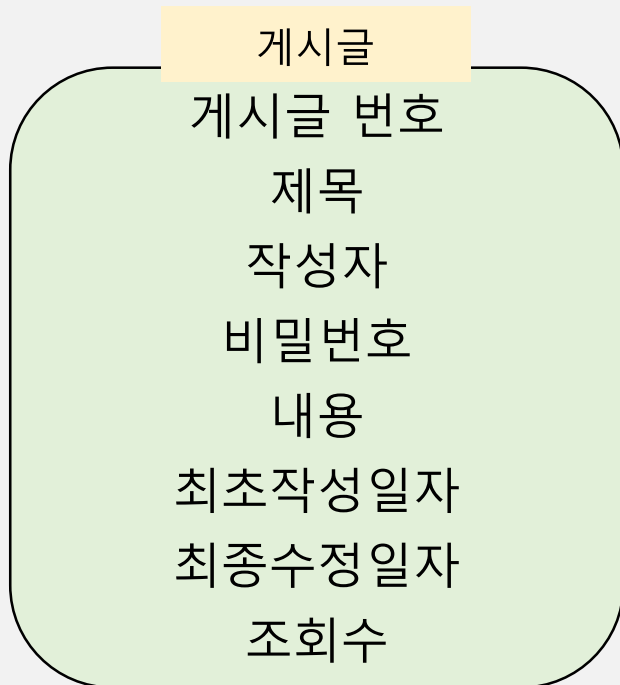 게시글
게시글 번호
제목
작성자
비밀번호
내용
최초작성일자
최종수정일자
조회수